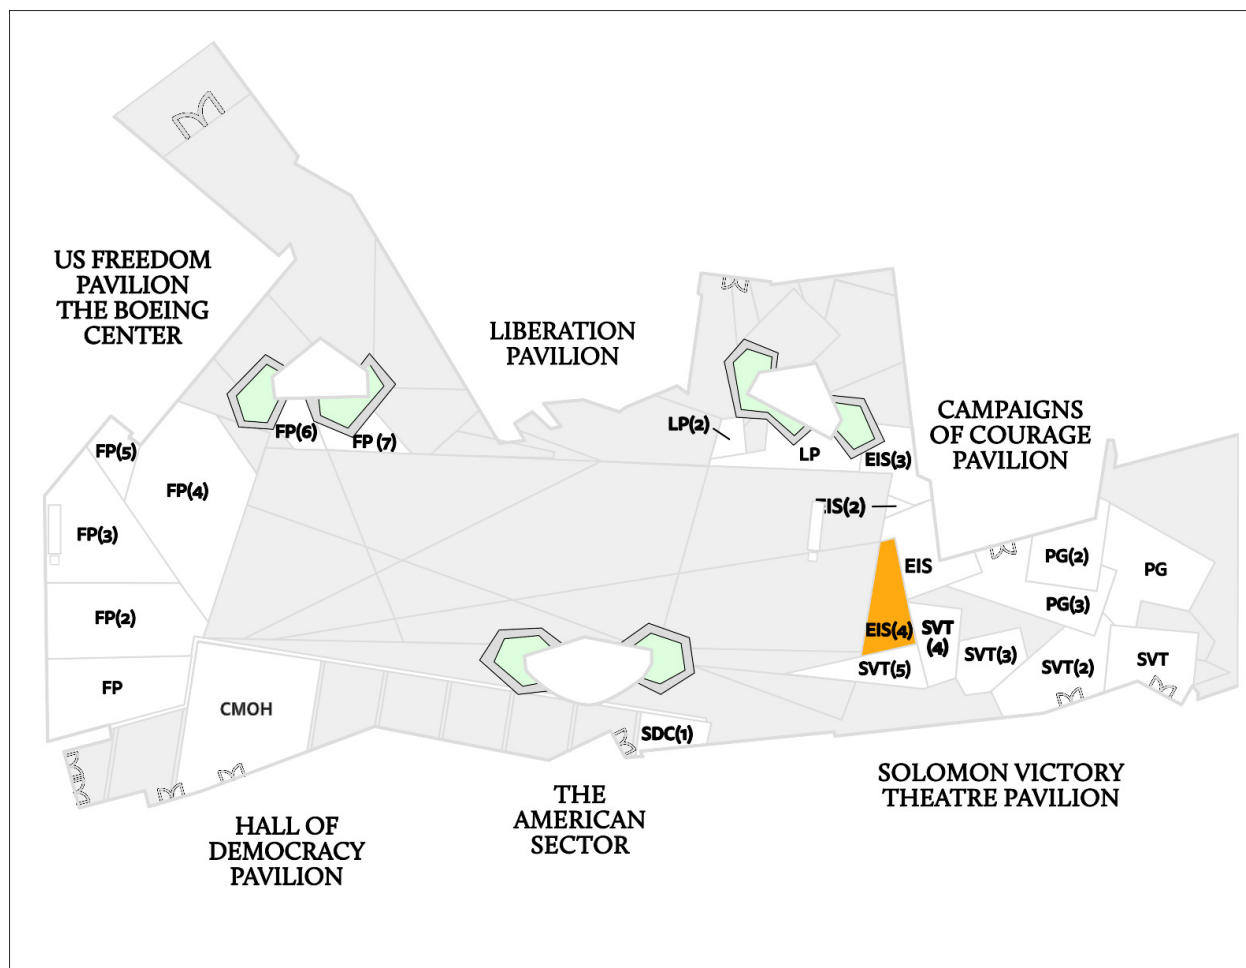 US FREEDOM
PAVILION
THE BOEING
CENTER
LIBERATION
PAVILION
CAMPAIGNS
OF COURAGE
PAVILION
FP(5)
FP(6)
FP (7)
LP(2)
LP
EIS(3)
FP(4)
EIS(2)
FP(3)
EIS
PG(2)
PG
PG(3)
FP(2)
EIS(4)
SVT
(4)
SVT(3)
SVT(5)
SVT(2)
SVT
FP
CMOH
SDC(1)
SOLOMON VICTORY
THEATRE PAVILION
THE
AMERICAN
SECTOR
HALL OF
DEMOCRACY
PAVILION